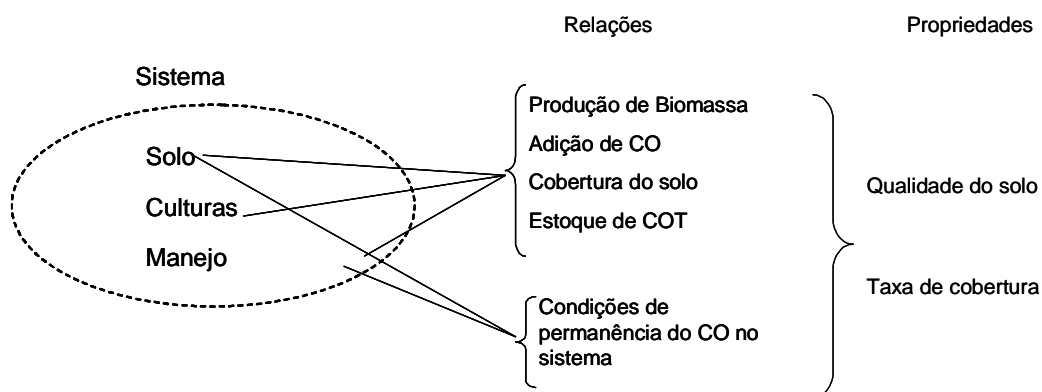 Relações
Propriedades
Sistema
Solo
Culturas
Manejo
Produção de Biomassa
Adição de CO
Cobertura do solo
Estoque de COT
Condições de
permanência do CO no
sistema
Qualidade do solo
Taxa de cobertura